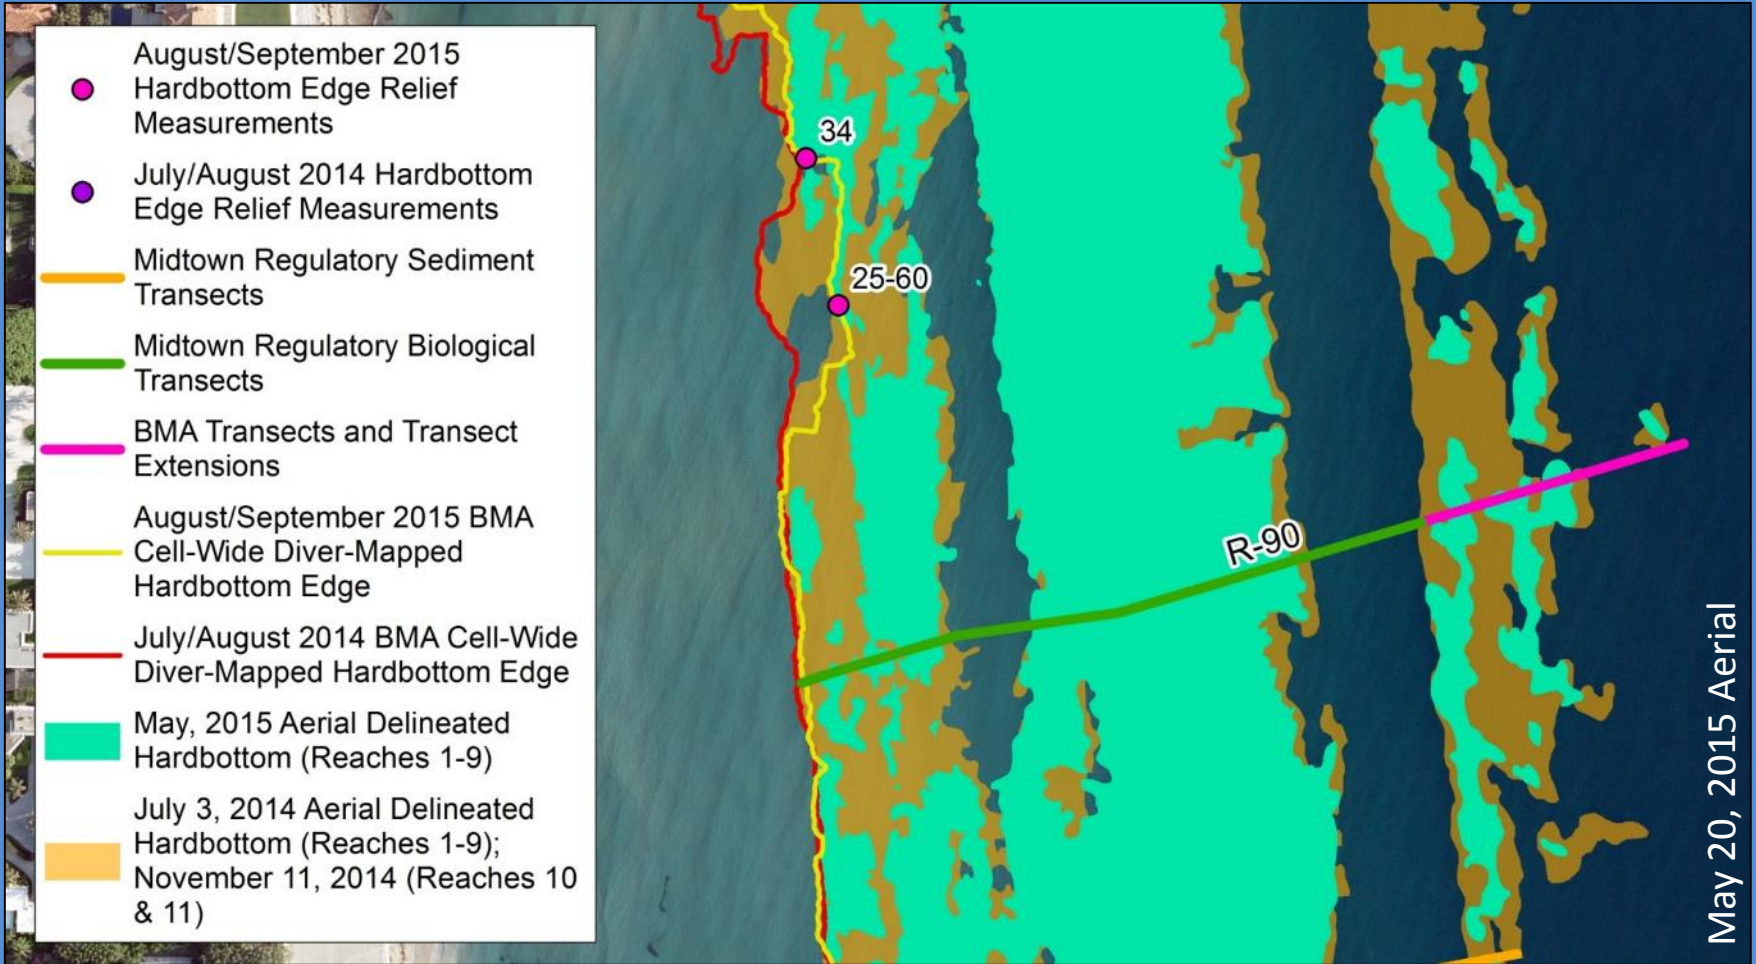 August/September 2015
Hardbottom Edge Relief
Measurements
July/August 2014 Hardbottom
Edge Relief Measurements
Midtown Regulatory Sediment
Transects
Midtown Regulatory Biological
Transects
BMA Transects and Transect
Extensions
August/September 2015 BMA
Cell-Wide Diver-Mapped
Hardbottom Edge
July/August 2014 BMA Cell-Wide
Diver-Mapped Hardbottom Edge
May, 2015 Aerial Delineated
Hardbottom (Reaches 1-9)
July 3, 2014 Aerial Delineated
Hardbottom (Reaches 1-9);
November 11, 2014 (Reaches 10
& 11)
34
25-60
R-90
May 20, 2015 Aerial